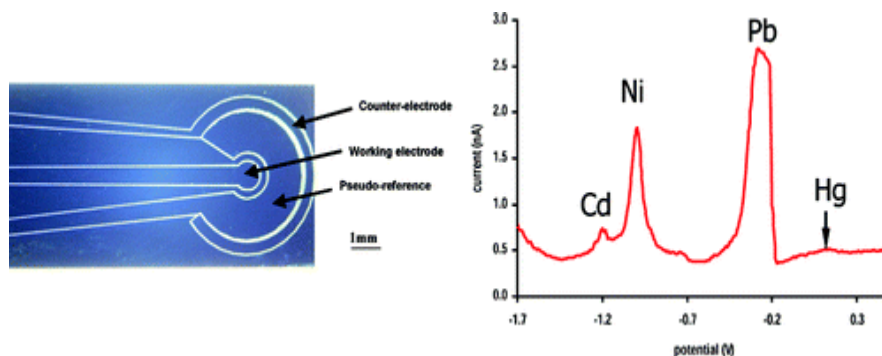 Counter-electrode
Working electrode
Pseudo-reference
1mm
3.0
2.5
2.0
1.5
1.0
0.5
0.0
current (mA)
Cd
Ni
Pb
Hg
-1.7
-1.2
-0.7
-0.2
0.3
potential (V)